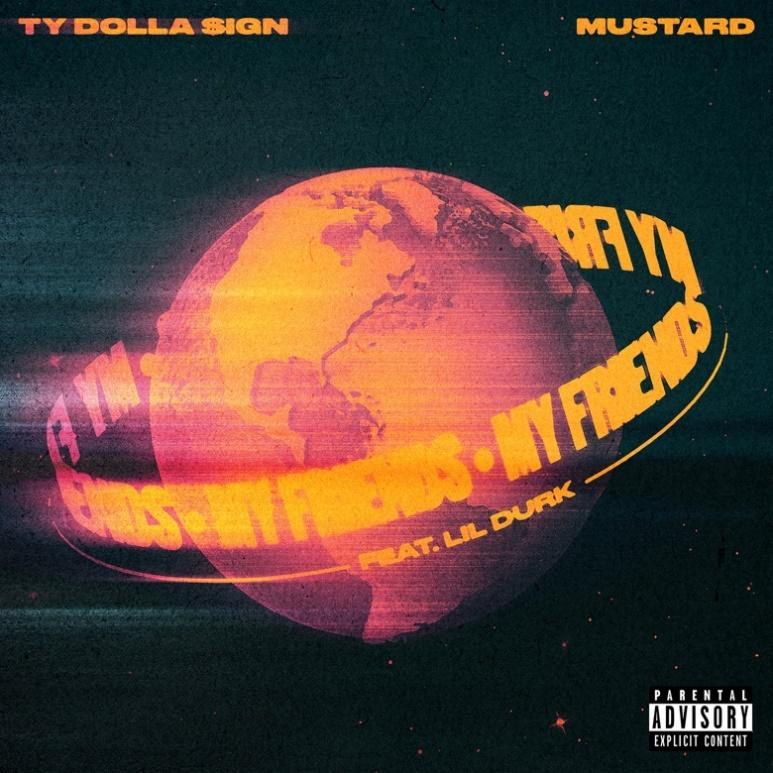 TY DOLLA $IGN
MUSTARD
MY FRIENDS • MY FRIENDS
FEAT. LIL DURK
PARENTAL
ADVISORY
EXPLICIT CONTENT